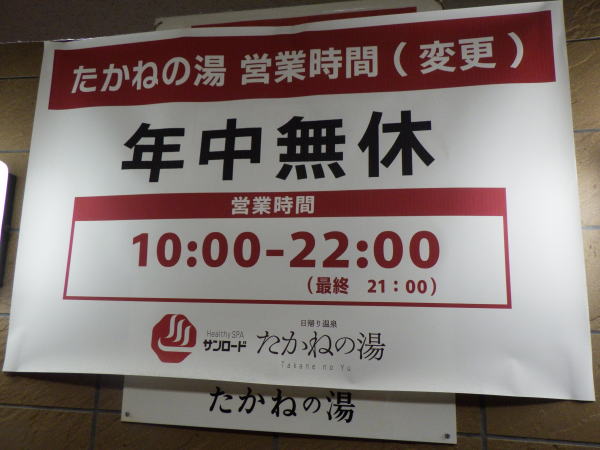 たかねの湯 営業時間(変更)
年中無休
営業時間
10:00-22:00
(最終 21:00)
日帰り温泉
Healthy SPA
サンロード たかねの湯
Takane no Yu
たかねの湯